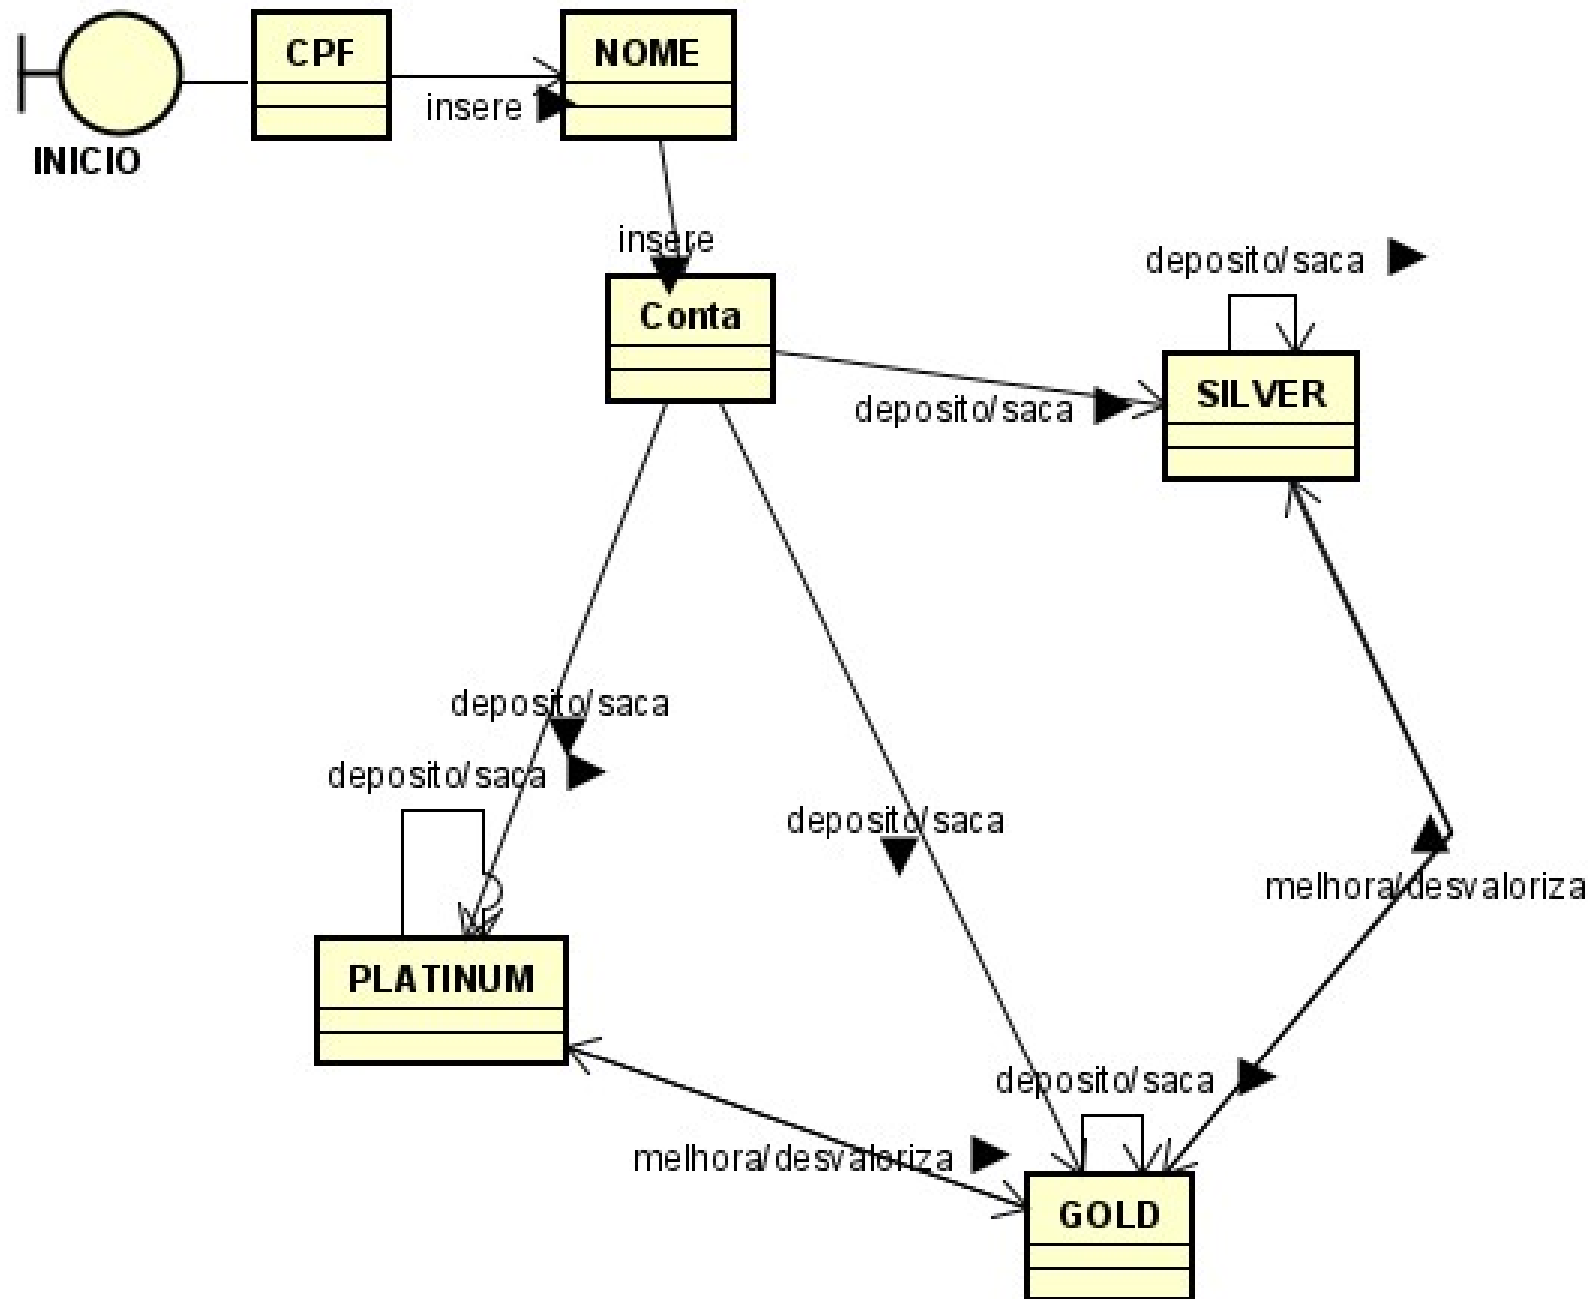 CPF
NOME
insere
INICIO
insere
Conta
deposito/saca
deposito/saca
SILVER
deposito/saca
deposito/saca
deposito/saca
melhora/desvaloriza
PLATINUM
deposito/saca
melhora/desvaloriza
GOLD